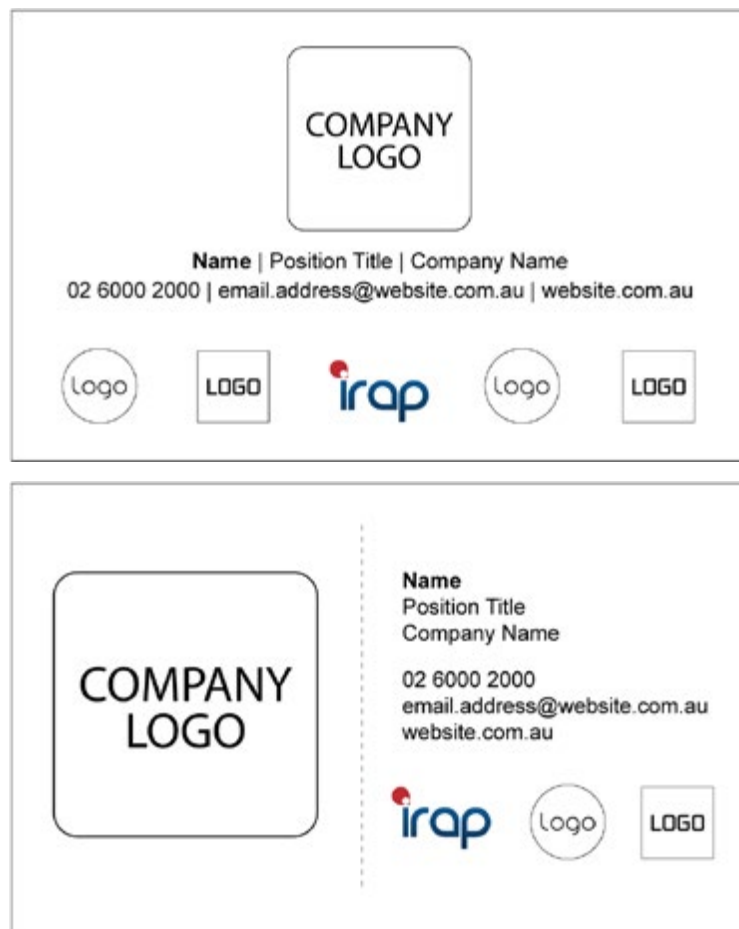 COMPANY
LOGO
Name | Position Title | Company Name
02 6000 2000 | email.address@website.com.au | website.com.au
Logo LOGO irap Logo LOGO
COMPANY
LOGO
Name
Position Title
Company Name
02 6000 2000
email.address@website.com.au
website.com.au
irap Logo LOGO